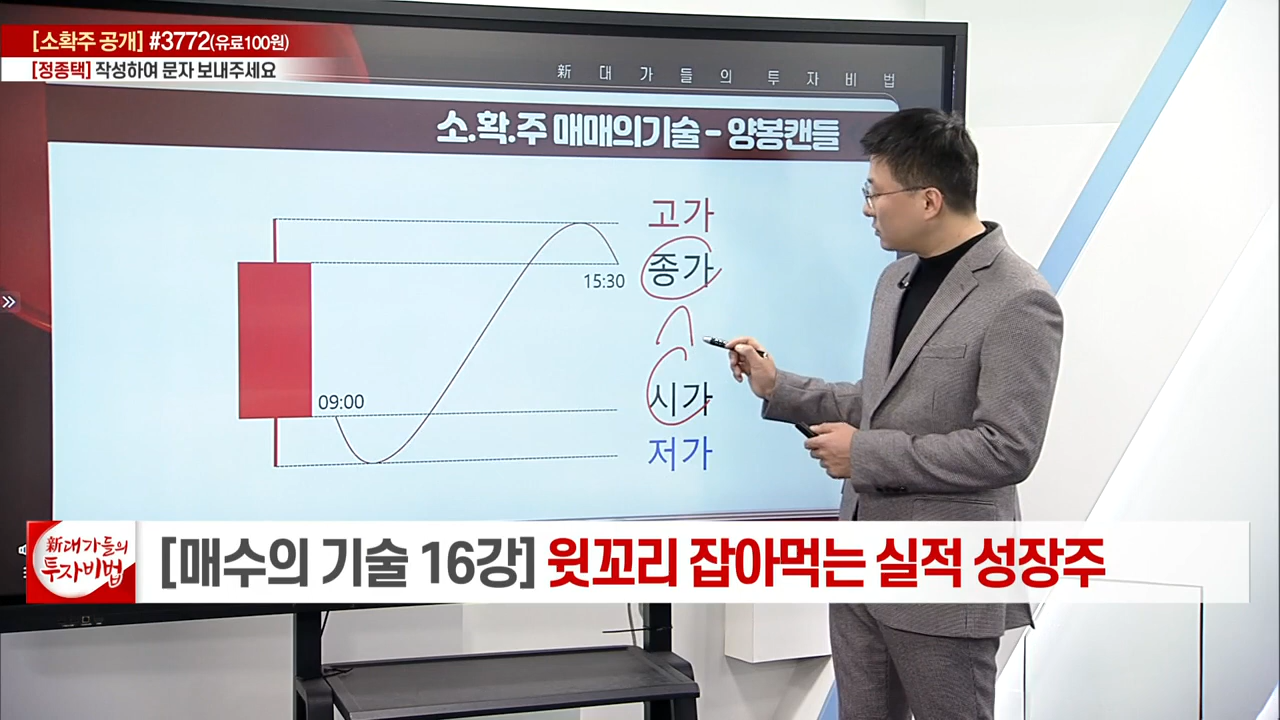 [소확주 공개] #3772(유료100원)
[정종택] 작성하여 문자 보내주세요
新 대가들의 투자비법
소.확.주 매매의기술 - 양봉캔들
고가
종가
15:30
09:00
시가
저가
新대가들의
투자비법
[매수의 기술 16강] 윗꼬리 잡아먹는 실적 성장주